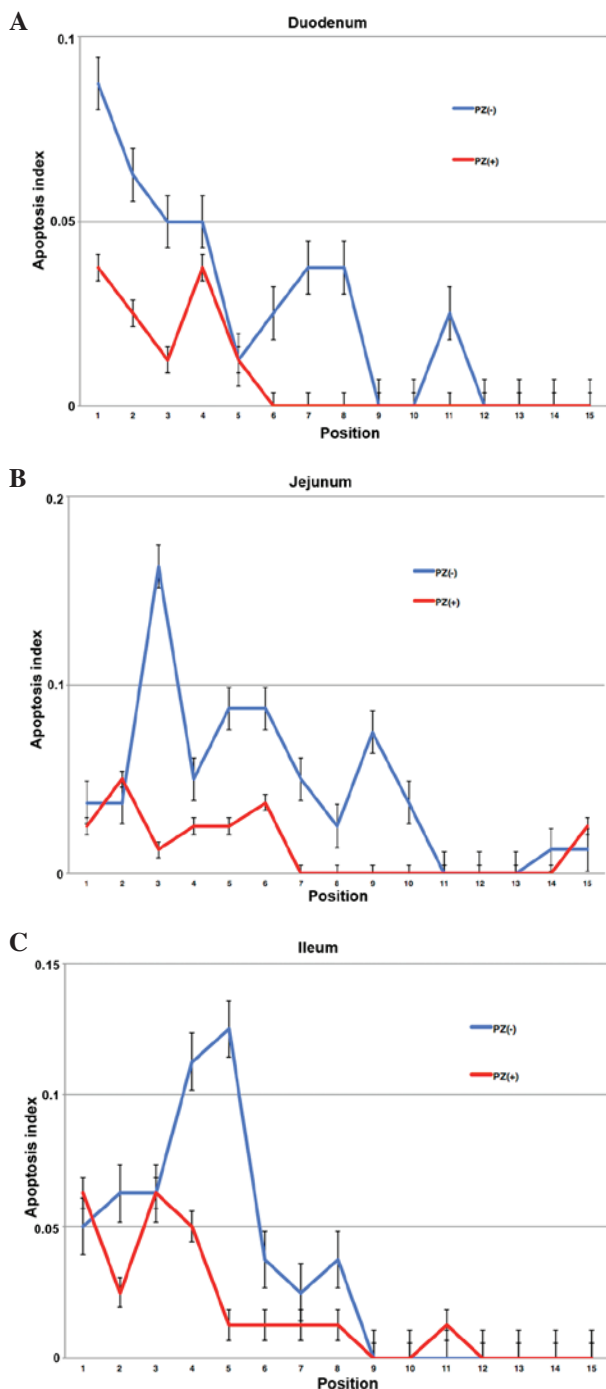 A
Duodenum
0.1
PZ(-)
PZ(+)
0.05
Apoptosis index
0
1 2 3 4 5 6 7 8 9 10 11 12 13 14 15
Position
B
Jejunum
0.2
PZ(-)
PZ(+)
0.1
Apoptosis index
0
1 2 3 4 5 6 7 8 9 10 11 12 13 14 15
Position
C
Ileum
0.15
PZ(-)
PZ(+)
0.1
Apoptosis index
0.05
0
1 2 3 4 5 6 7 8 9 10 11 12 13 14 15
Position